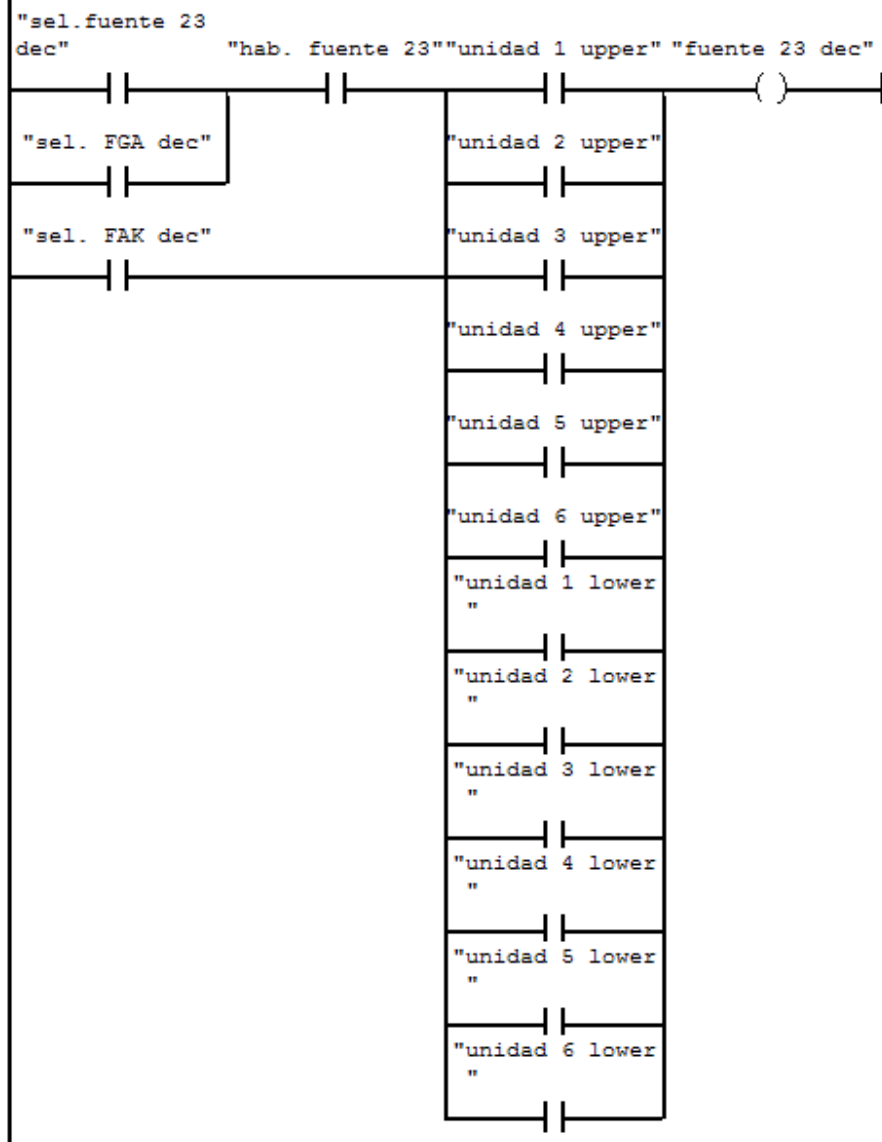 "sel.fuente 23
dec"
"hab. fuente 23"
"unidad 1 upper"
"fuente 23 dec"
"sel. FGA dec"
"unidad 2 upper"
"sel. FAK dec"
"unidad 3 upper"
"unidad 4 upper"
"unidad 5 upper"
"unidad 6 upper"
"unidad 1 lower
"
"unidad 2 lower
"
"unidad 3 lower
"
"unidad 4 lower
"
"unidad 5 lower
"
"unidad 6 lower
"